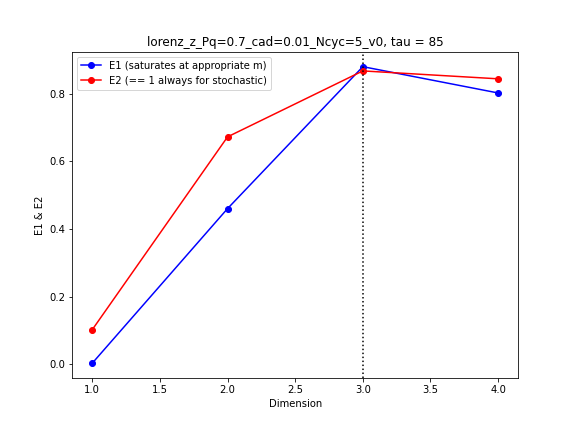 lorenz_z_Pq=0.7_cad=0.01_Ncyc=5_v0, tau = 85
E1 (saturates at appropriate m)
E2 (== 1 always for stochastic)
E1 & E2
0.8
0.6
0.4
0.2
0.0
1.0 1.5 2.0 2.5 3.0 3.5 4.0
Dimension